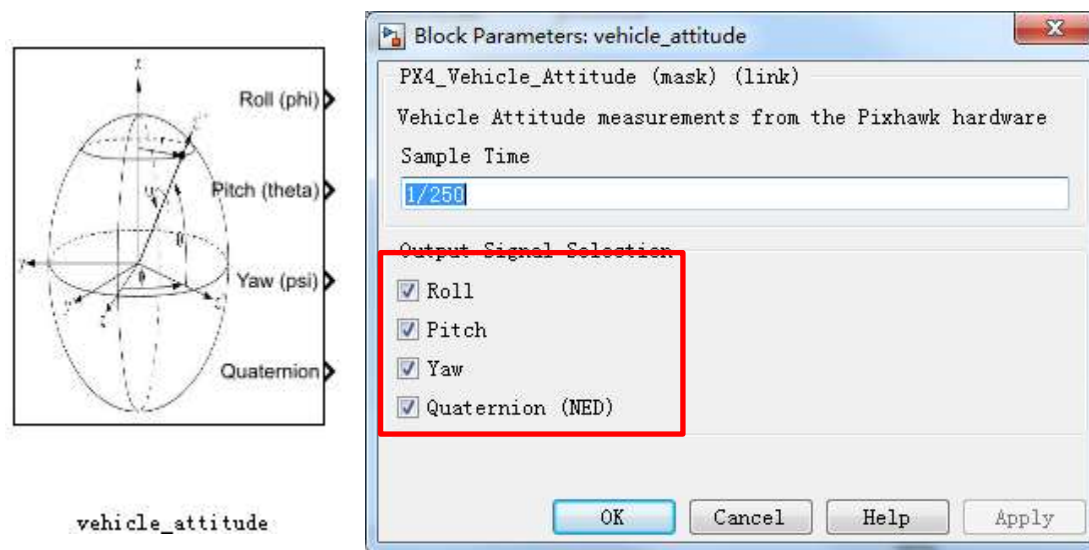 Roll (phi)
Pitch (theta)
Yaw (psi)
Quaternion
vehicle_attitude
Block Parameters: vehicle_attitude
PX4_Vehicle_Attitude (mask) (link)
Vehicle Attitude measurements from the Pixhawk hardware
Sample Time
1/250
Output Signal Selection
Roll
Pitch
Yaw
Quaternion (NED)
OK
Cancel
Help
Apply